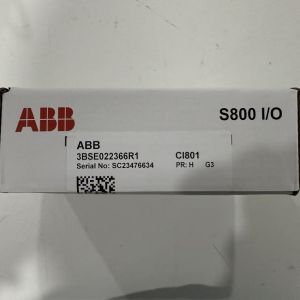 ABB
S800 I/O
ABB
3BSE022366R1 CI801
Serial No: SC23476634 PR: H G3